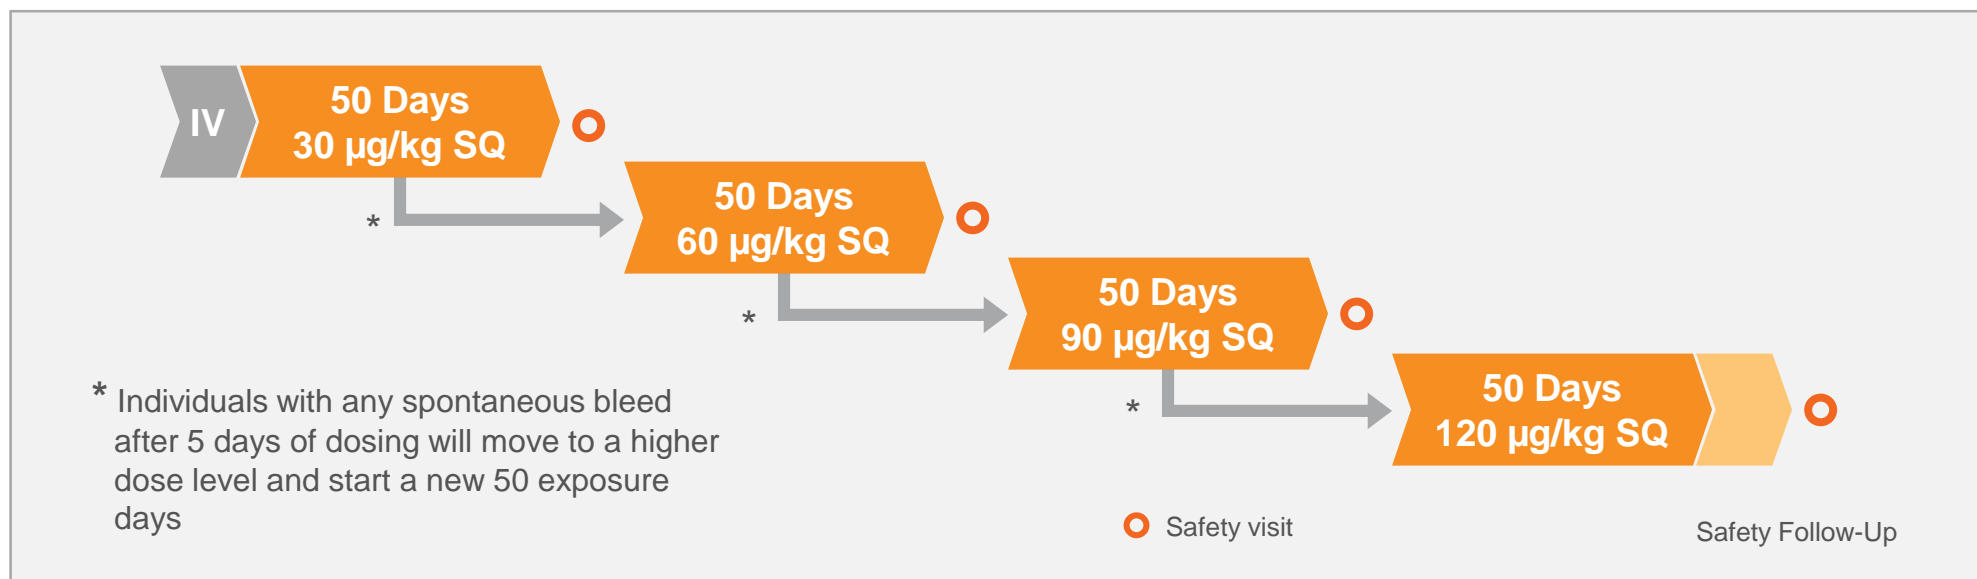 IV
50 Days
30 µg/kg SQ
*
50 Days
60 µg/kg SQ
*
50 Days
90 µg/kg SQ
*
50 Days
120 µg/kg SQ
* Individuals with any spontaneous bleed
after 5 days of dosing will move to a higher
dose level and start a new 50 exposure
days
Safety visit
Safety Follow-Up